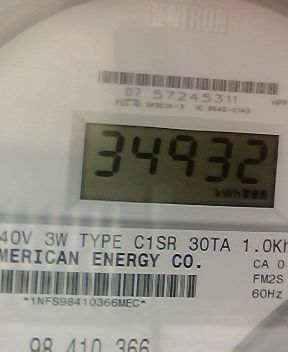 07 57245311
34932
kWh
40V 3W TYPE C1SR 30TA 1.0Kh
MERICAN ENERGY CO.
CA 0
FM2S
*1NFS98410366MEC*
60Hz
98 410 366